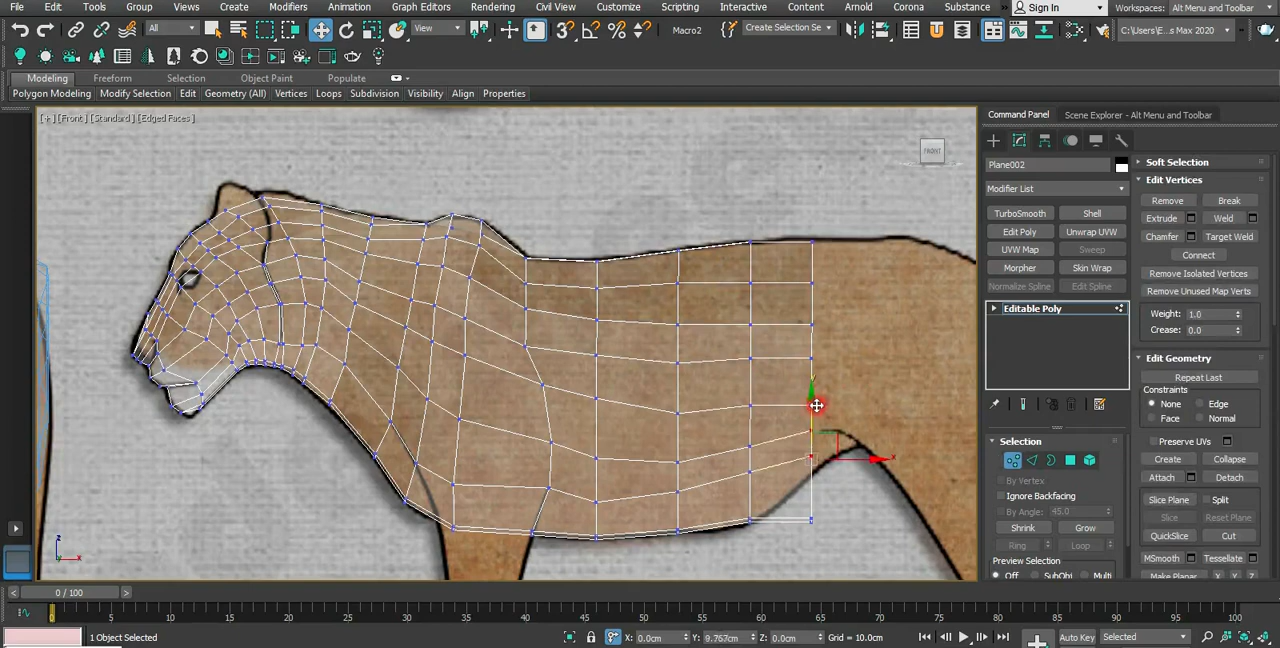 File Edit Tools Group Views Create Modifiers Animation Graph Editors Rendering Civil View Customize Scripting Interactive Content Arnold Corona Substance Sign In Workspaces: Alt Menu and Toolbar
All View Macro2 Create Selection Se C:\Users\E...s Max 2020
Modeling Freeform Selection Object Paint Populate
Polygon Modeling Modify Selection Edit Geometry (All) Vertices Loops Subdivision Visibility Align Properties
[+] [Front] [Standard] [Edged Faces]
FRONT
Command Panel Scene Explorer - Alt Menu and Toolbar
Plane002
Modifier List
TurboSmooth Shell
Edit Poly Unwrap UVW
UVW Map Sweep
Morpher Skin Wrap
Normalize Spline Edit Spline
Editable Poly
Selection
By Vertex
Ignore Backfacing
By Angle: 45.0
Shrink Grow
Ring Loop
Preview Selection
Off SubObj Multi
Soft Selection
Edit Vertices
Remove Break
Extrude Weld
Chamfer Target Weld
Connect
Remove Isolated Vertices
Remove Unused Map Verts
Weight: 1.0
Crease: 0.0
Edit Geometry
Repeat Last
Constraints
None Edge
Face Normal
Preserve UVs
Create Collapse
Attach Detach
Slice Plane Split
Slice Reset Plane
QuickSlice Cut
MSmooth Tessellate
Make Planar X Y Z
y
x
z
x
0 / 100
0 5 10 15 20 25 30 35 40 45 50 55 60 65 70 75 80 85 90 95 100
1 Object Selected X: 0.0cm Y: 9.767cm Z: 0.0cm Grid = 10.0cm Auto Key Selected